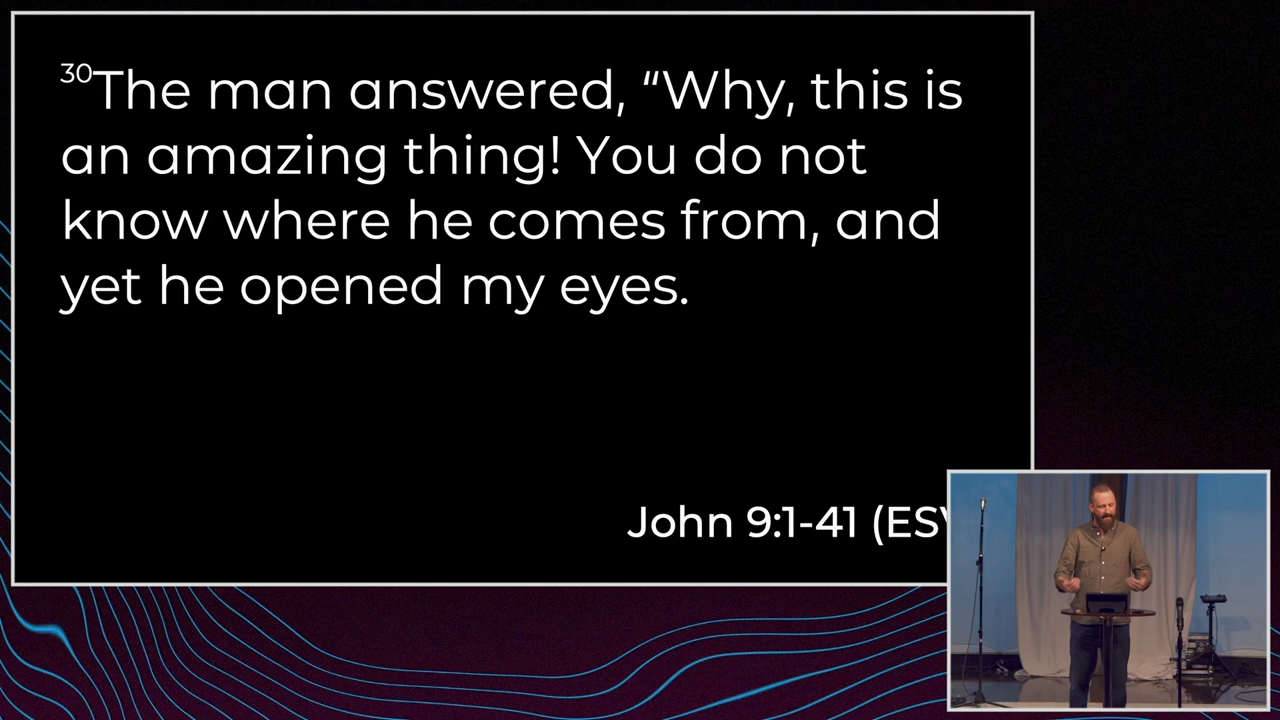 30The man answered, “Why, this is
an amazing thing! You do not
know where he comes from, and
yet he opened my eyes.
John 9:1-41 (ES